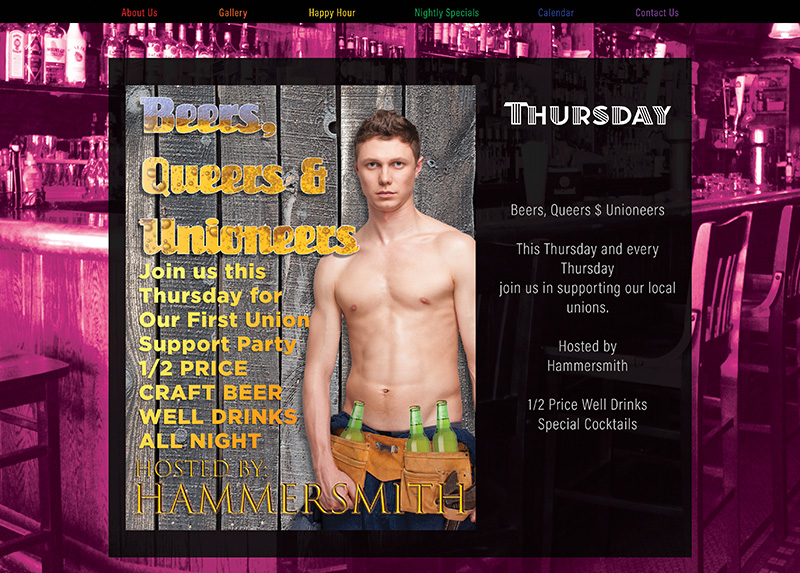 About Us Gallery Happy Hour Nightly Specials Calendar Contact Us
Beers,
Queers &
Unioneers
Join us this
Thursday for
Our First Union
Support Party
1/2 PRICE
CRAFT BEER
WELL DRINKS
ALL NIGHT
HOSTED BY:
HAMMERSMITH
THURSDAY
Beers, Queers $ Unioneers
This Thursday and every
Thursday
join us in supporting our local
unions.
Hosted by
Hammersmith
1/2 Price Well Drinks
Special Cocktails